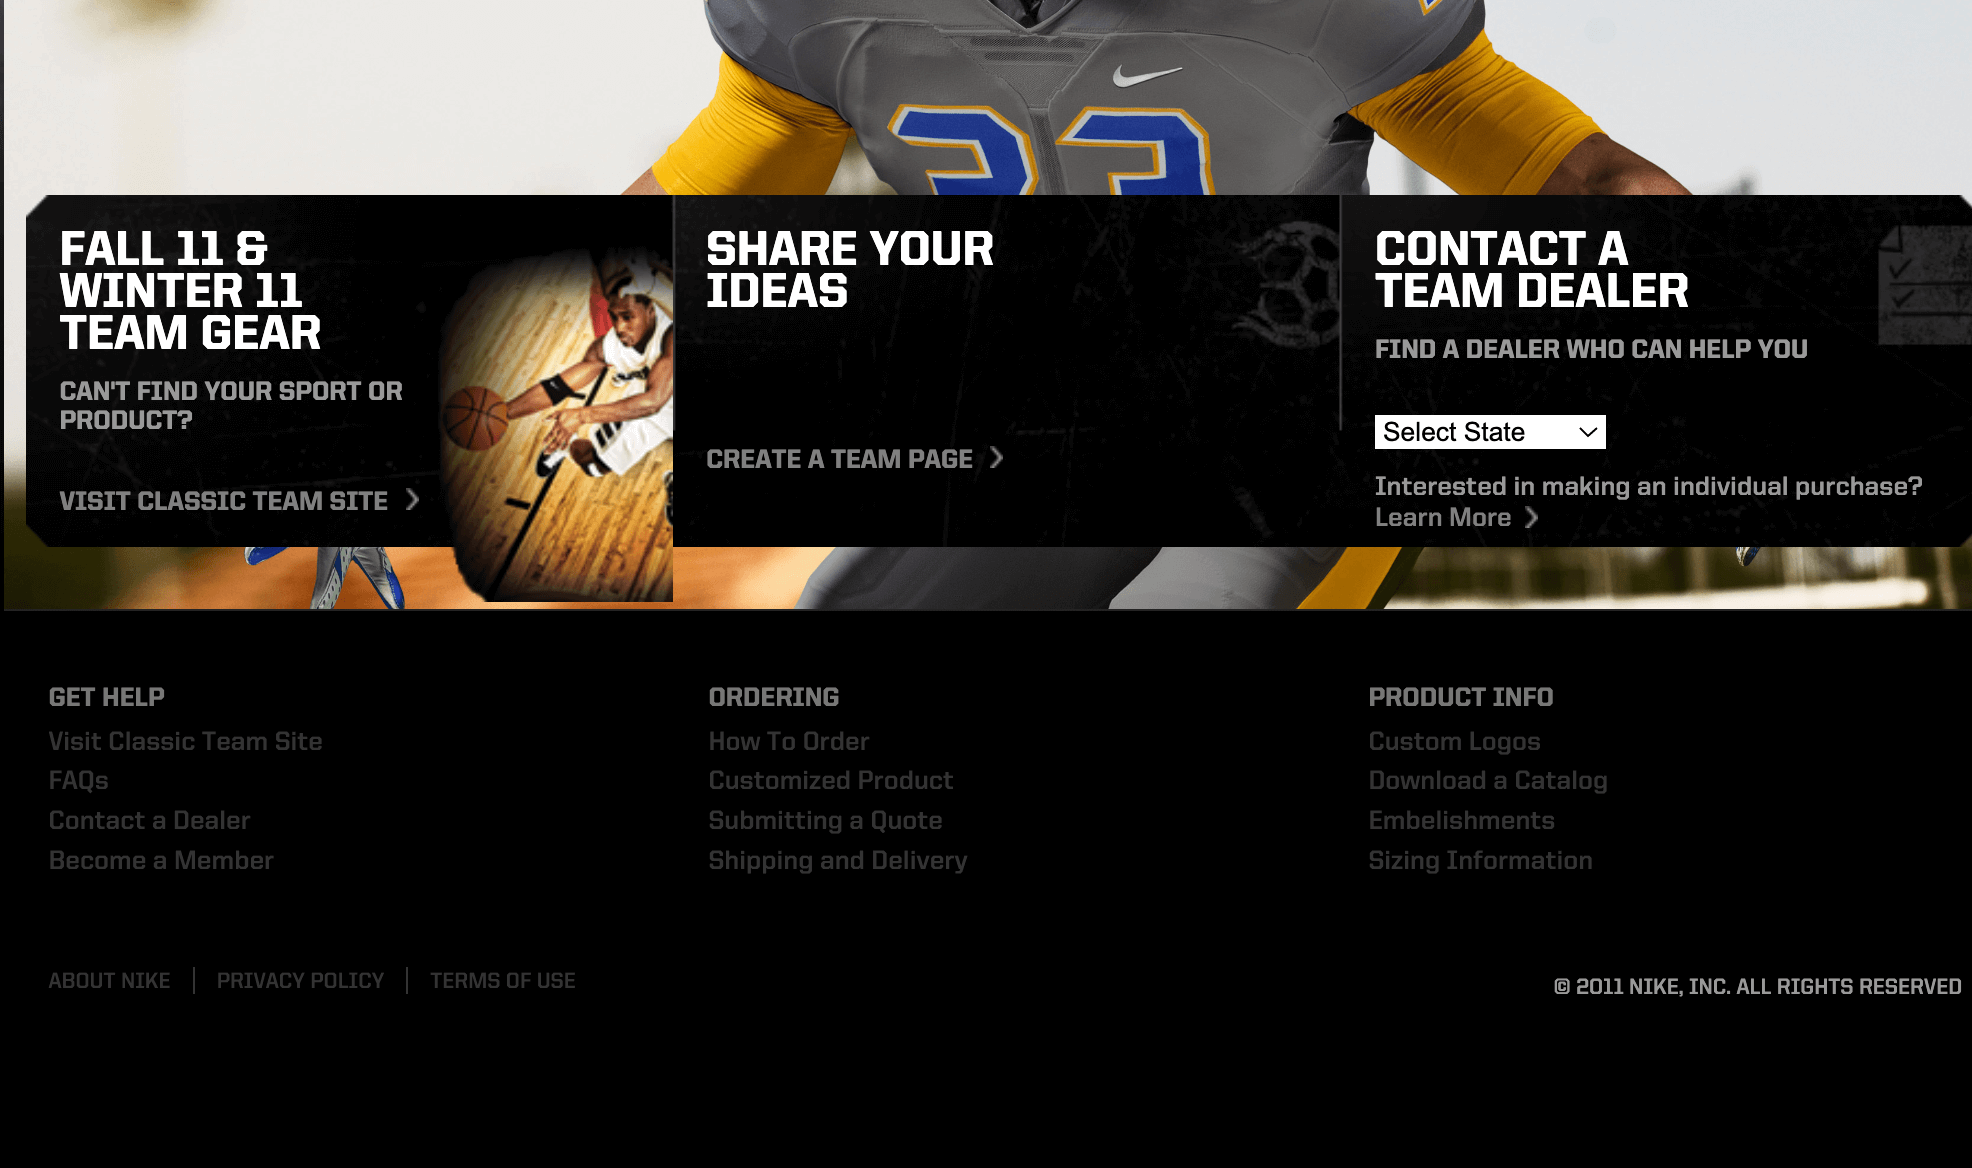 FALL 11 &
WINTER 11
TEAM GEAR
CAN'T FIND YOUR SPORT OR
PRODUCT?
VISIT CLASSIC TEAM SITE
SHARE YOUR
IDEAS
CREATE A TEAM PAGE
CONTACT A
TEAM DEALER
FIND A DEALER WHO CAN HELP YOU
Select State
Interested in making an individual purchase?
Learn More
GET HELP
Visit Classic Team Site
FAQs
Contact a Dealer
Become a Member
ORDERING
How To Order
Customized Product
Submitting a Quote
Shipping and Delivery
PRODUCT INFO
Custom Logos
Download a Catalog
Embelishments
Sizing Information
ABOUT NIKE
PRIVACY POLICY
TERMS OF USE
© 2011 NIKE, INC. ALL RIGHTS RESERVED